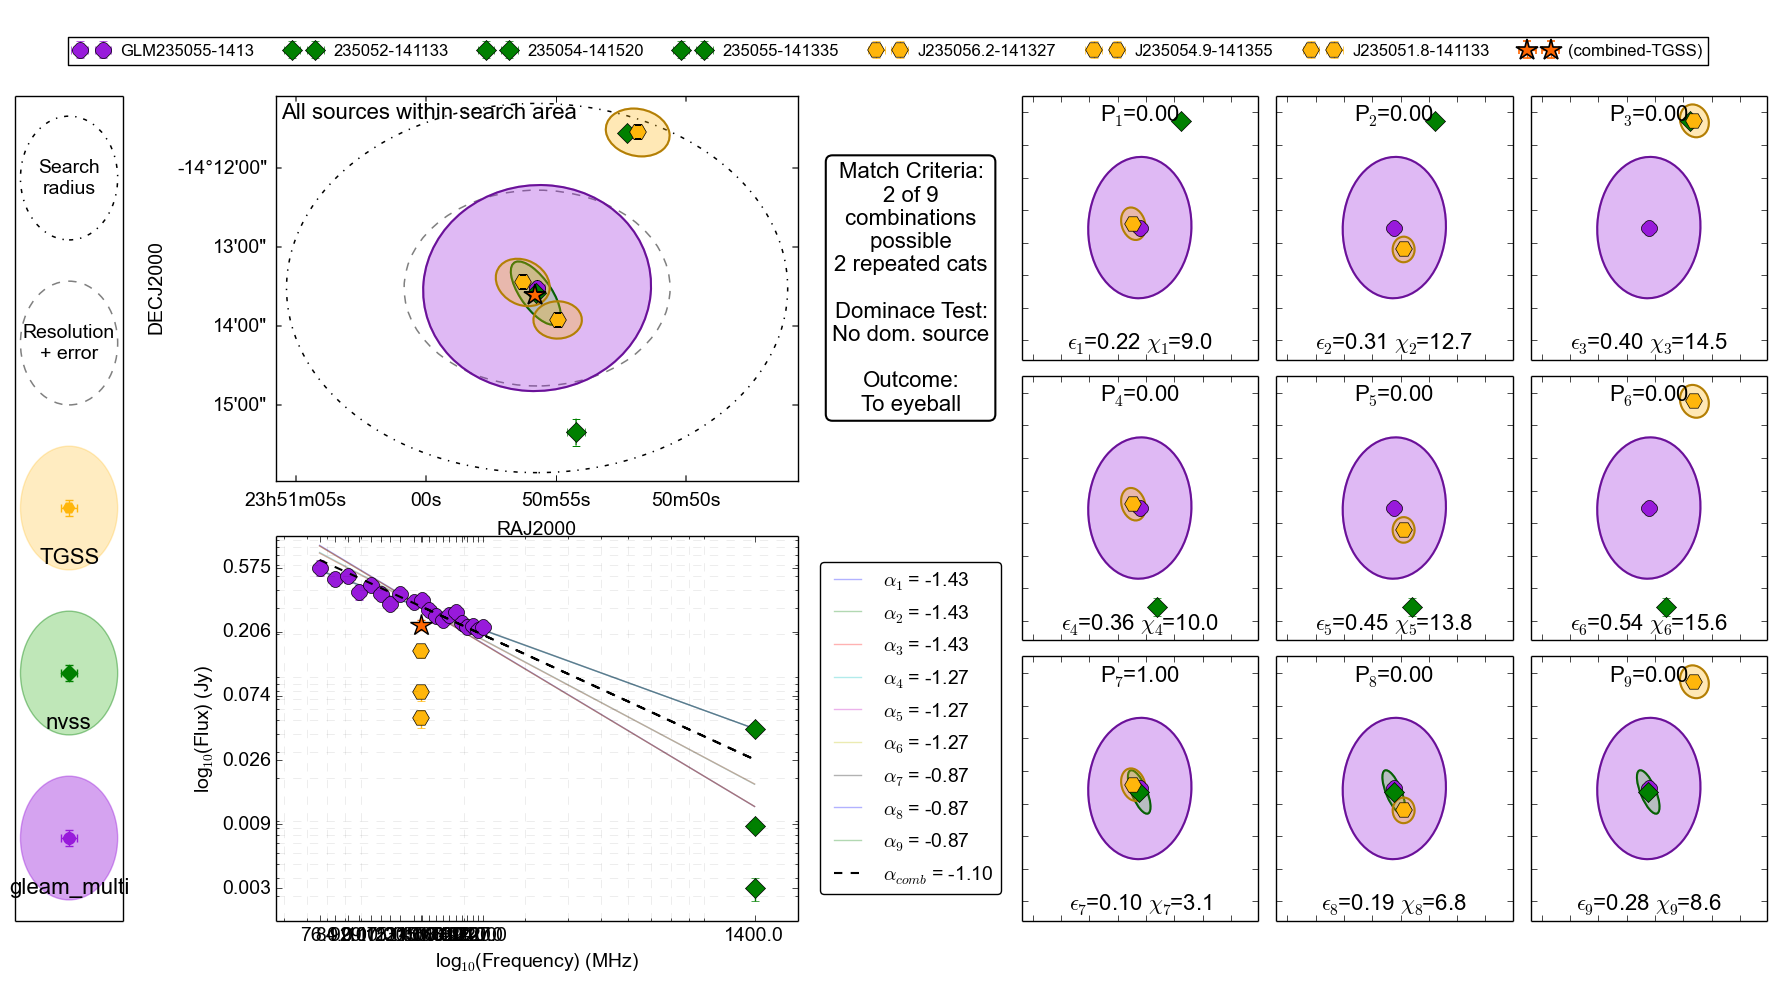 GLM235055-1413
235052-141133
235054-141520
235055-141335
J235056.2-141327
J235054.9-141355
J235051.8-141133
(combined-TGSS)
Search
radius
Resolution
+ error
TGSS
nvss
gleam_multi
All sources within search area
-14°12'00"
13'00"
14'00"
15'00"
DECJ2000
23h51m05s
00s
50m55s
50m50s
RAJ2000
Match Criteria:
2 of 9
combinations
possible
2 repeated cats
Dominace Test:
No dom. source
Outcome:
To eyeball
0.575
0.206
0.074
0.026
0.009
0.003
log10(Flux) (Jy)
1400.0
log10(Frequency) (MHz)
α1 = -1.43
α2 = -1.43
α3 = -1.43
α4 = -1.27
α5 = -1.27
α6 = -1.27
α7 = -0.87
α8 = -0.87
α9 = -0.87
αcomb = -1.10
P1=0.00
ϵ1=0.22 χ1=9.0
P2=0.00
ϵ2=0.31 χ2=12.7
P3=0.00
ϵ3=0.40 χ3=14.5
P4=0.00
ϵ4=0.36 χ4=10.0
P5=0.00
ϵ5=0.45 χ5=13.8
P6=0.00
ϵ6=0.54 χ6=15.6
P7=1.00
ϵ7=0.10 χ7=3.1
P8=0.00
ϵ8=0.19 χ8=6.8
P9=0.00
ϵ9=0.28 χ9=8.6